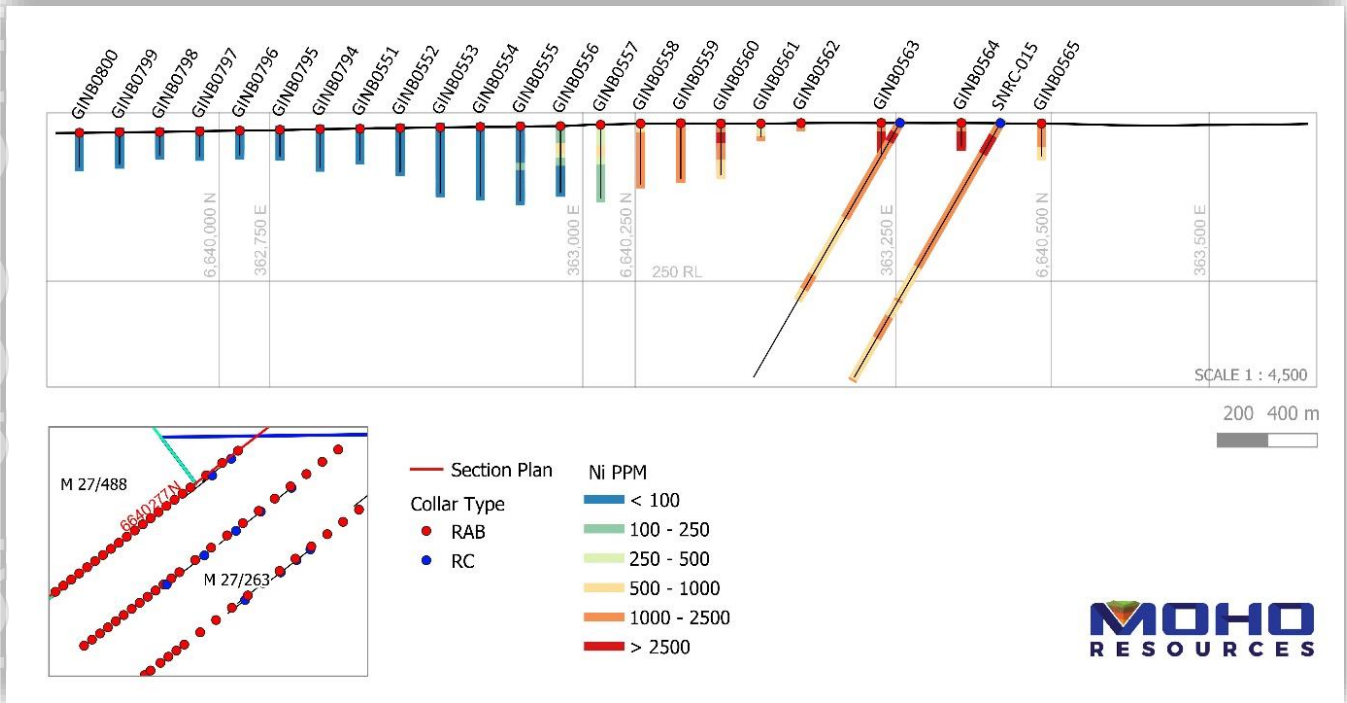 GINB0800
GINB0799
GINB0798
GINB0797
GINB0796
GINB0795
GINB0794
GINB0551
GINB0552
GINB0553
GINB0554
GINB0555
GINB0556
GINB0557
GINB0558
GINB0559
GINB0560
GINB0561
GINB0562
GINB0563
GINB0564
SNRC-015
GINB0565
6,640,000 N
362,750 E
363,000 E
6,640,250 N
250 RL
363,250 E
6,640,500 N
363,500 E
SCALE 1 : 4,500
200 400 m
M 27/488
6640277N
M 27/263
Section Plan
Collar Type
RAB
RC
Ni PPM
< 100
100 - 250
250 - 500
500 - 1000
1000 - 2500
> 2500
MOHO
RESOURCES